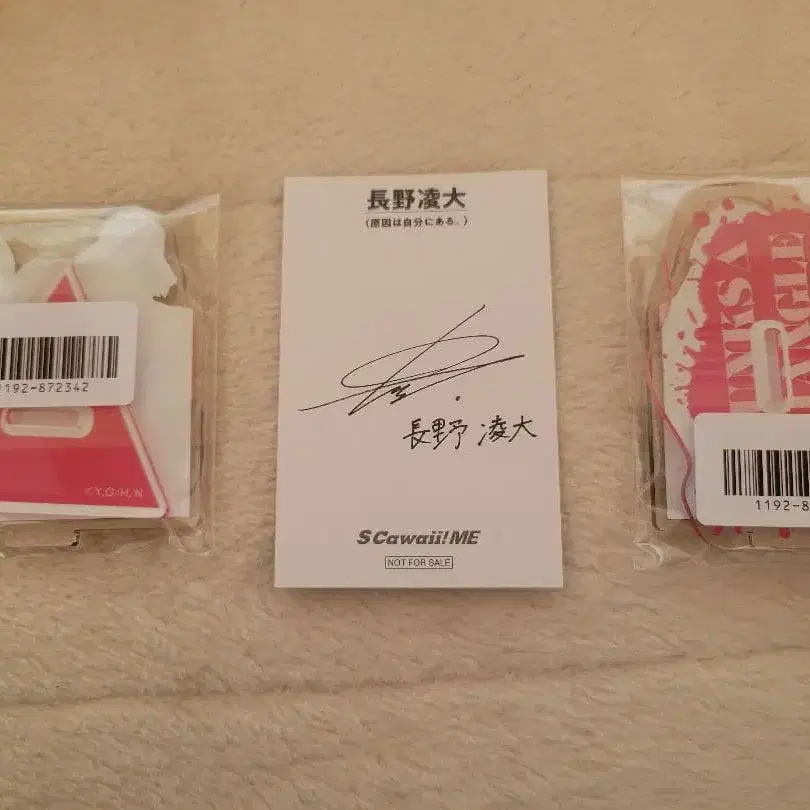 長野凌大
(原因は自分にある。)
長野 凌大
S Cawaii! ME
NOT FOR SALE
1192-872342
1192-8